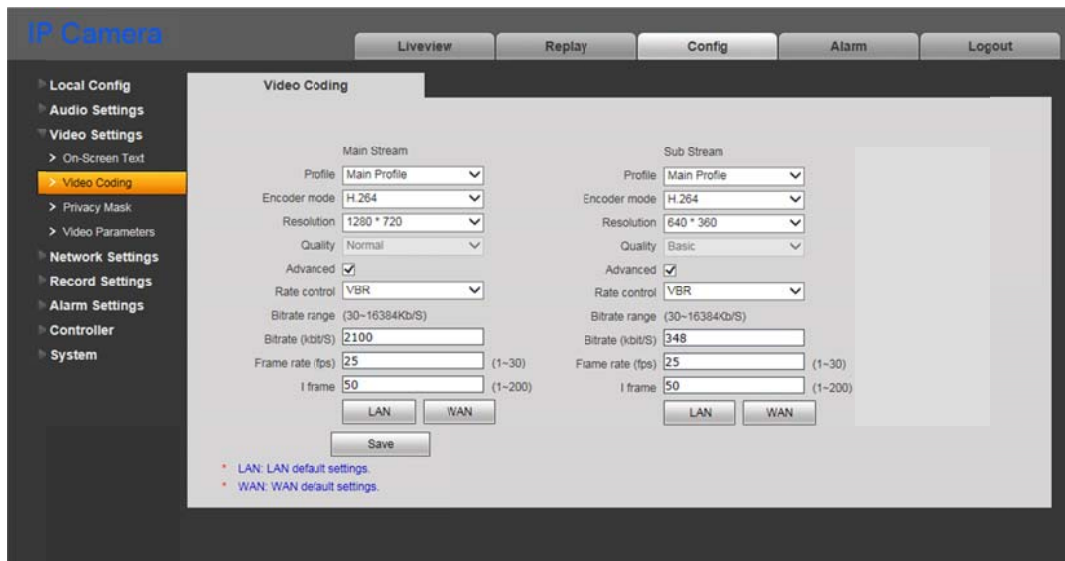 IP Camera
Liveview Replay Config Alarm Logout
Local Config
Audio Settings
Video Settings
> On-Screen Text
> Video Coding
> Privacy Mask
> Video Parameters
Network Settings
Record Settings
Alarm Settings
Controller
System
Video Coding
Main Stream Sub Stream
Profile Main Profile Profile Main Profile
Encoder mode H.264 Encoder mode H.264
Resolution 1280 * 720 Resolution 640 * 360
Quality Normal Quality Basic
Advanced Advanced
Rate control VBR Rate control VBR
Bitrate range (30~16384Kb/S) Bitrate range (30~16384Kb/S)
Bitrate (kbit/S) 2100 Bitrate (kbit/S) 348
Frame rate (fps) 25 (1~30) Frame rate (fps) 25 (1~30)
I frame 50 (1~200) I frame 50 (1~200)
LAN WAN LAN WAN
Save
* LAN: LAN default settings.
* WAN: WAN default settings.